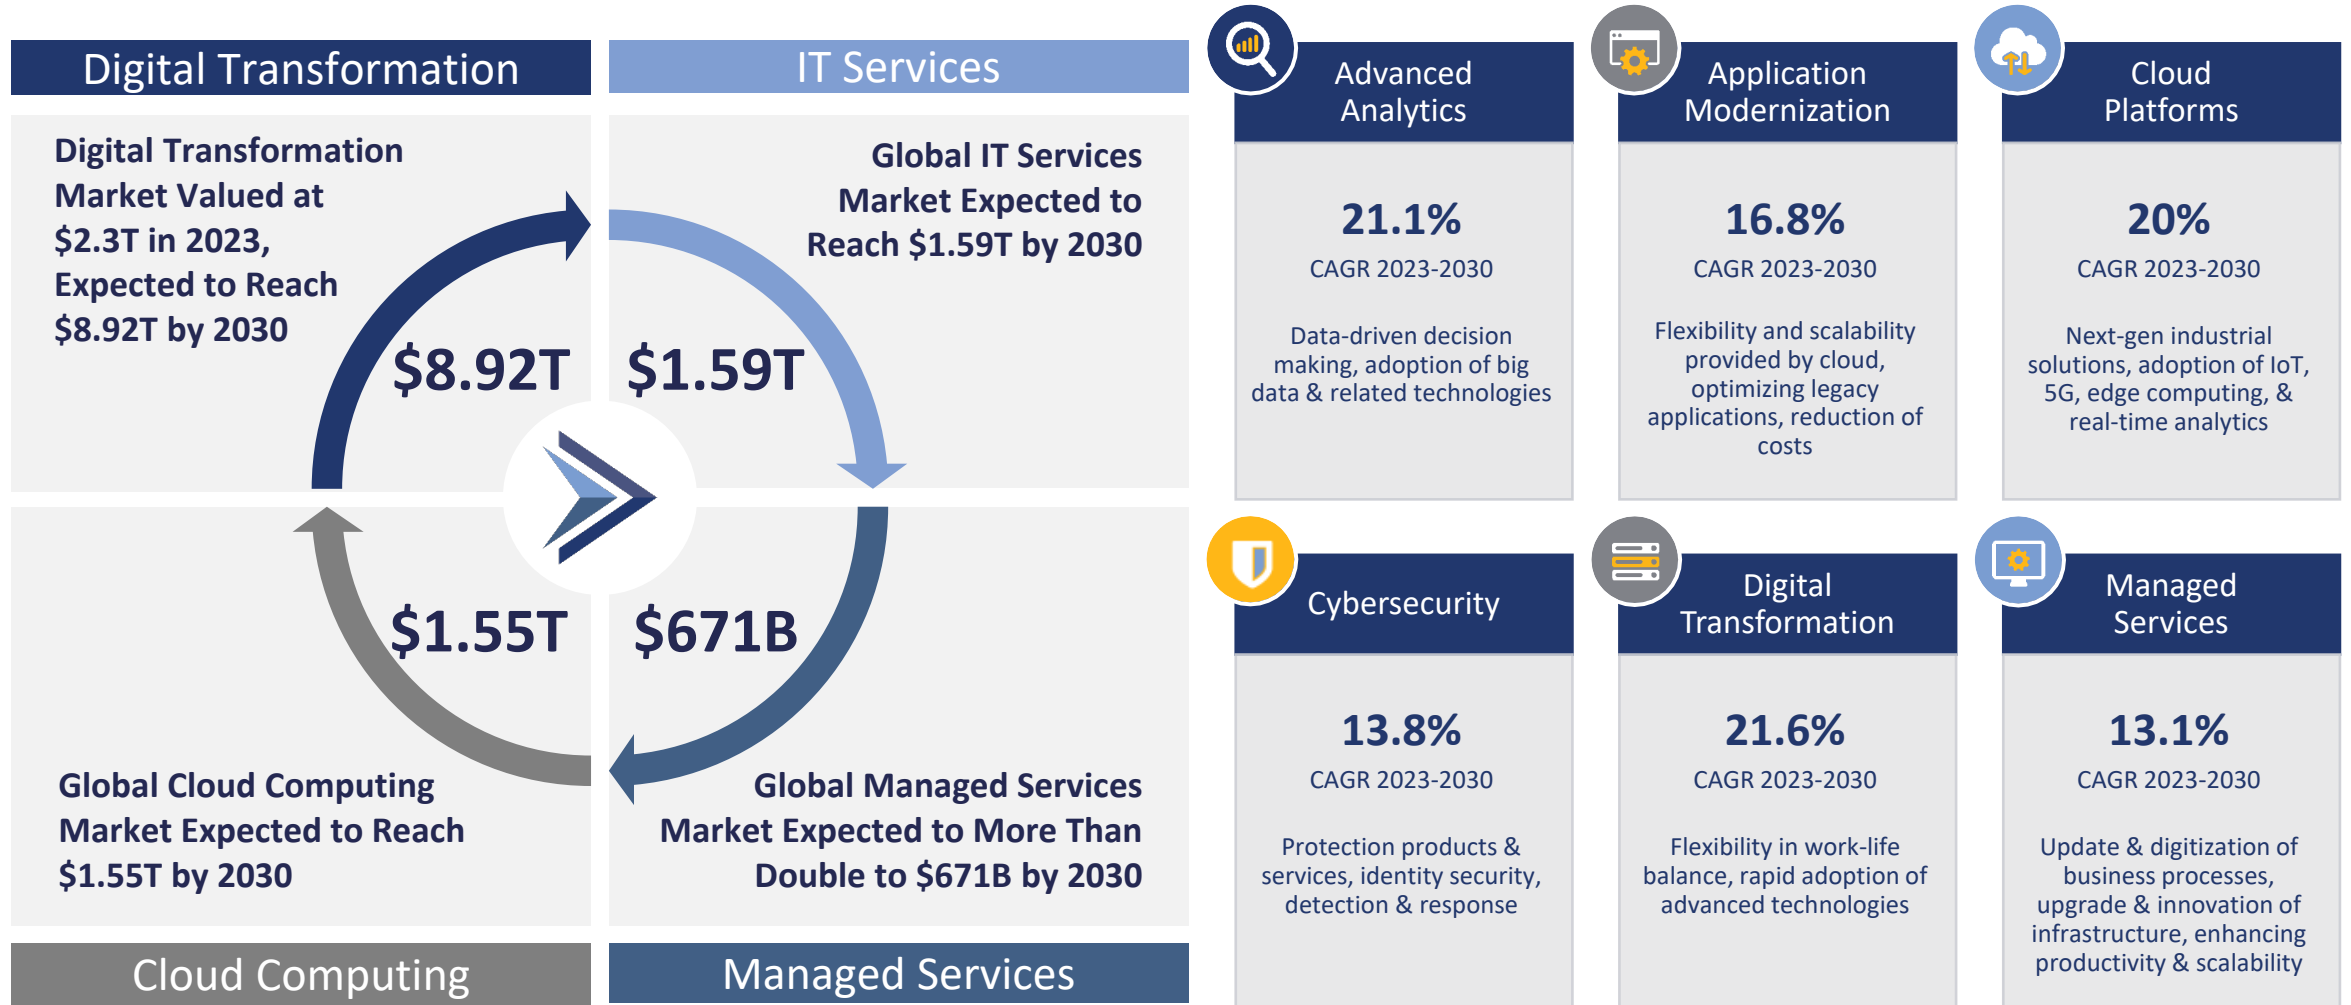 Digital Transformation
Digital Transformation
Market Valued at
$2.3T in 2023,
Expected to Reach
$8.92T by 2030
$8.92T
IT Services
Global IT Services
Market Expected to
Reach $1.59T by 2030
$1.59T
$1.55T
Global Cloud Computing
Market Expected to Reach
$1.55T by 2030
Cloud Computing
$671B
Global Managed Services
Market Expected to More Than
Double to $671B by 2030
Managed Services
Advanced
Analytics
21.1%
CAGR 2023-2030
Data-driven decision
making, adoption of big
data & related technologies
Application
Modernization
16.8%
CAGR 2023-2030
Flexibility and scalability
provided by cloud,
optimizing legacy
applications, reduction of
costs
Cloud
Platforms
20%
CAGR 2023-2030
Next-gen industrial
solutions, adoption of IoT,
5G, edge computing, &
real-time analytics
Cybersecurity
13.8%
CAGR 2023-2030
Protection products &
services, identity security,
detection & response
Digital
Transformation
21.6%
CAGR 2023-2030
Flexibility in work-life
balance, rapid adoption of
advanced technologies
Managed
Services
13.1%
CAGR 2023-2030
Update & digitization of
business processes,
upgrade & innovation of
infrastructure, enhancing
productivity & scalability